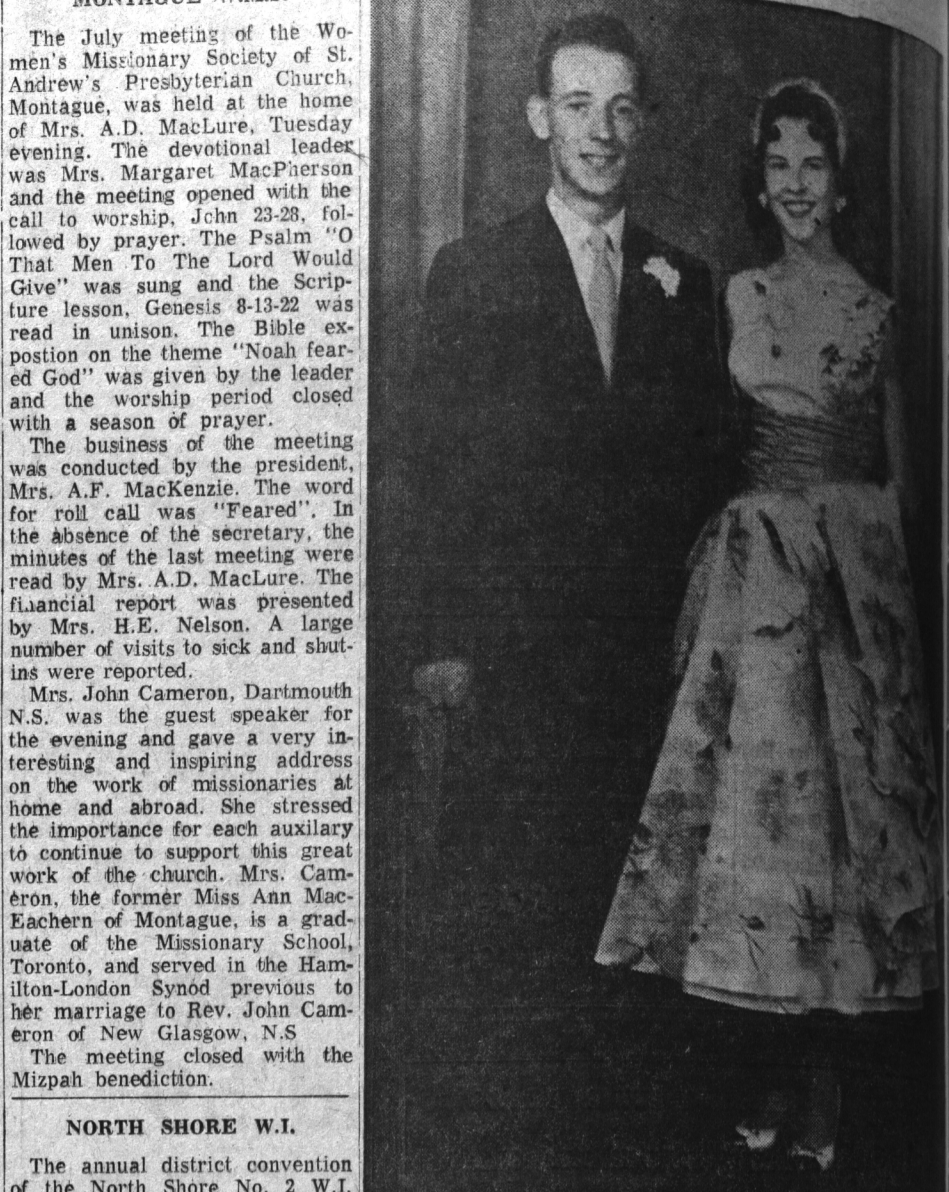 MONTAGUE W.M.S.
The July meeting of the Wo-
men's Missionary Society of St.
Andrew's Presbyterian Church,
Montague, was held at the home
of Mrs. A.D. MacLure, Tuesday
evening. The devotional leader
was Mrs. Margaret MacPherson
and the meeting opened with the
call to worship, John 23-28, fol-
lowed by prayer. The Psalm "O
That Men To The Lord Would
Give" was sung and the Scrip-
ture lesson, Genesis 8-13-22 was
read in unison. The Bible ex-
postion on the theme "Noah fear-
ed God" was given by the leader
and the worship period closed
with a season of prayer.
The business of the meeting
was conducted by the president,
Mrs. A.F. MacKenzie. The word
for roll call was "Feared". In
the absence of the secretary, the
minutes of the last meeting were
read by Mrs. A.D. MacLure. The
financial report was presented
by Mrs. H.E. Nelson. A large
number of visits to sick and shut-
ins were reported.
Mrs. John Cameron, Dartmouth
N.S. was the guest speaker for
the evening and gave a very in-
teresting and inspiring address
on the work of missionaries at
home and abroad. She stressed
the importance for each auxilary
to continue to support this great
work of the church. Mrs. Cam-
eron, the former Miss Ann Mac-
Eachern of Montague, is a grad-
uate of the Missionary School,
Toronto, and served in the Ham-
ilton-London Synod previous to
her marriage to Rev. John Cam-
eron of New Glasgow, N.S
The meeting closed with the
Mizpah benediction.
NORTH SHORE W.I.
The annual district convention
of the North Shore No. 2 W.I.